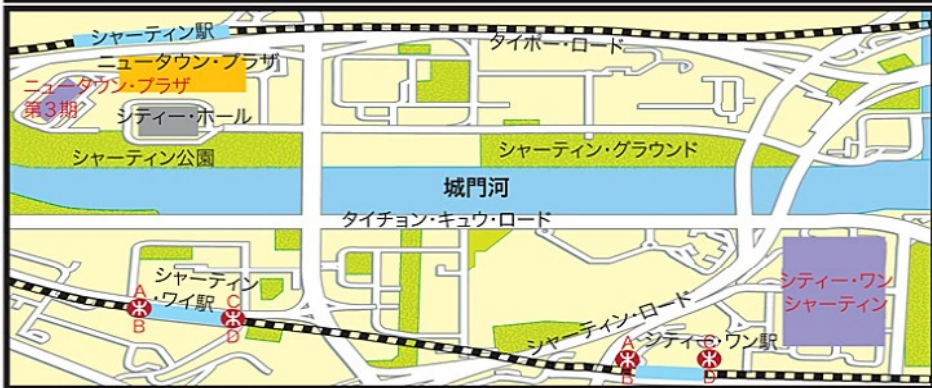 シャーティン駅
タイポー・ロード
ニュータウン・プラザ
ニュータウン・プラザ
第3期
シティー・ホール
シャーティン公園
シャーティン・グラウンド
城門河
タイチョン・キュウ・ロード
シャーティン
・ワイ駅
A
B
C
D
シャーティン・ロード
シティー・ワン駅
A
B
C
D
シティー・ワン
シャーティン